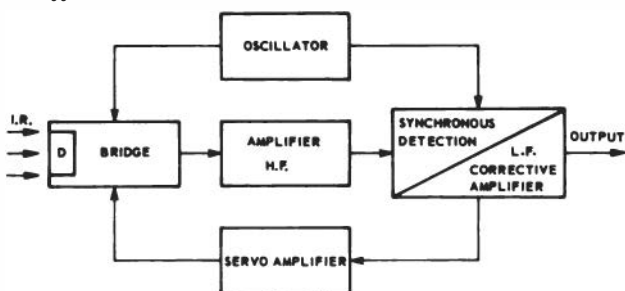 OSCILLATOR
I.R.
D
BRIDGE
AMPLIFIER
H.F.
SYNCHRONOUS
DETECTION
L.F.
CORRECTIVE
AMPLIFIER
OUTPUT
SERVO AMPLIFIER